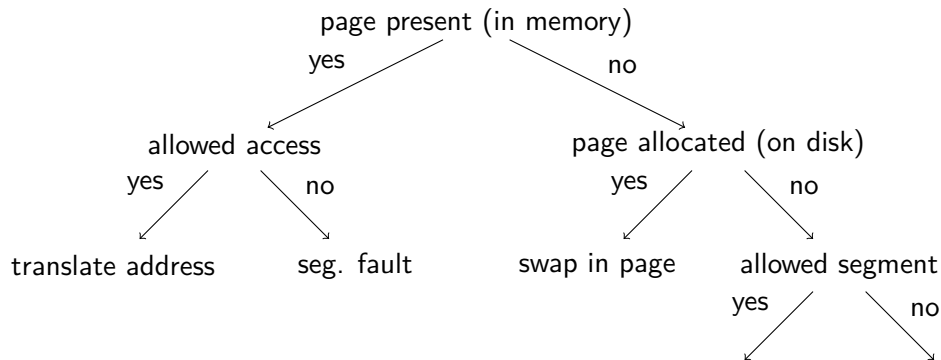 page present (in memory)
yes
no
allowed access
page allocated (on disk)
yes
no
yes
no
translate address
seg. fault
swap in page
allowed segment
yes
no